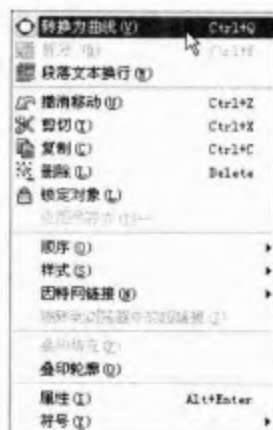 转换为曲线(V) Ctrl+Q
段落文本换行(W)
撤消移动(U) Ctrl+Z
剪切(T) Ctrl+X
复制(C) Ctrl+C
删除(L) Delete
锁定对象(L)
顺序(O)
样式(S)
因特网链接(N)
叠印轮廓(O)
属性(I) Alt+Enter
符号(Y)